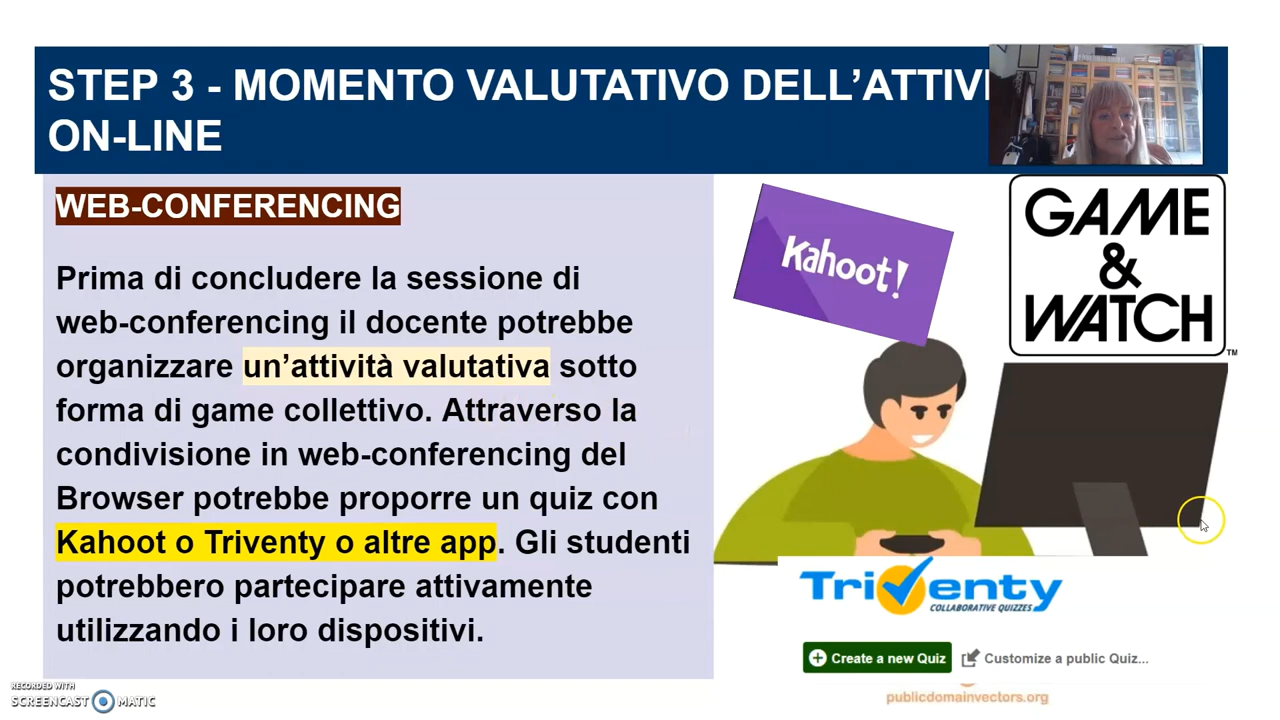 STEP 3 - MOMENTO VALUTATIVO DELL’ATTIVI
ON-LINE
WEB-CONFERENCING
Prima di concludere la sessione di
web-conferencing il docente potrebbe
organizzare un’attività valutativa sotto
forma di game collettivo. Attraverso la
condivisione in web-conferencing del
Browser potrebbe proporre un quiz con
Kahoot o Triventy o altre app. Gli studenti
potrebbero partecipare attivamente
utilizzando i loro dispositivi.
Kahoot!
GAME
&
WATCH
TM
Triventy
COLLABORATIVE QUIZZES
Create a new Quiz
Customize a public Quiz...
publicdomainvectors.org
RECORDED WITH
SCREENCAST MATIC